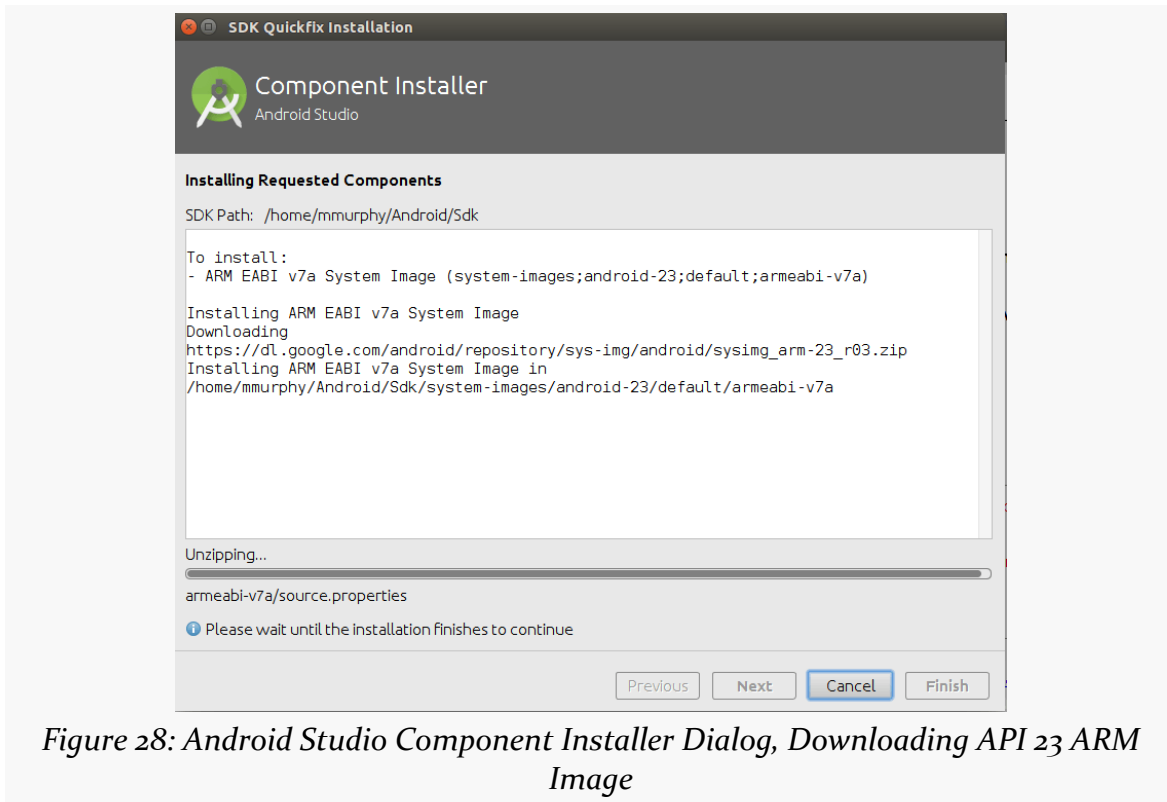 SDK Quickfix Installation
Component Installer
Android Studio
Installing Requested Components
SDK Path: /home/mmurphy/Android/Sdk
To install:
- ARM EABI v7a System Image (system-images;android-23;default;armeabi-v7a)
Installing ARM EABI v7a System Image
Downloading
https://dl.google.com/android/repository/sys-img/android/sysimg_arm-23_r03.zip
Installing ARM EABI v7a System Image in
/home/mmurphy/Android/Sdk/system-images/android-23/default/armeabi-v7a
Unzipping...
armeabi-v7a/source.properties
Please wait until the installation finishes to continue
Previous Next Cancel Finish
Figure 28: Android Studio Component Installer Dialog, Downloading API 23 ARM
Image